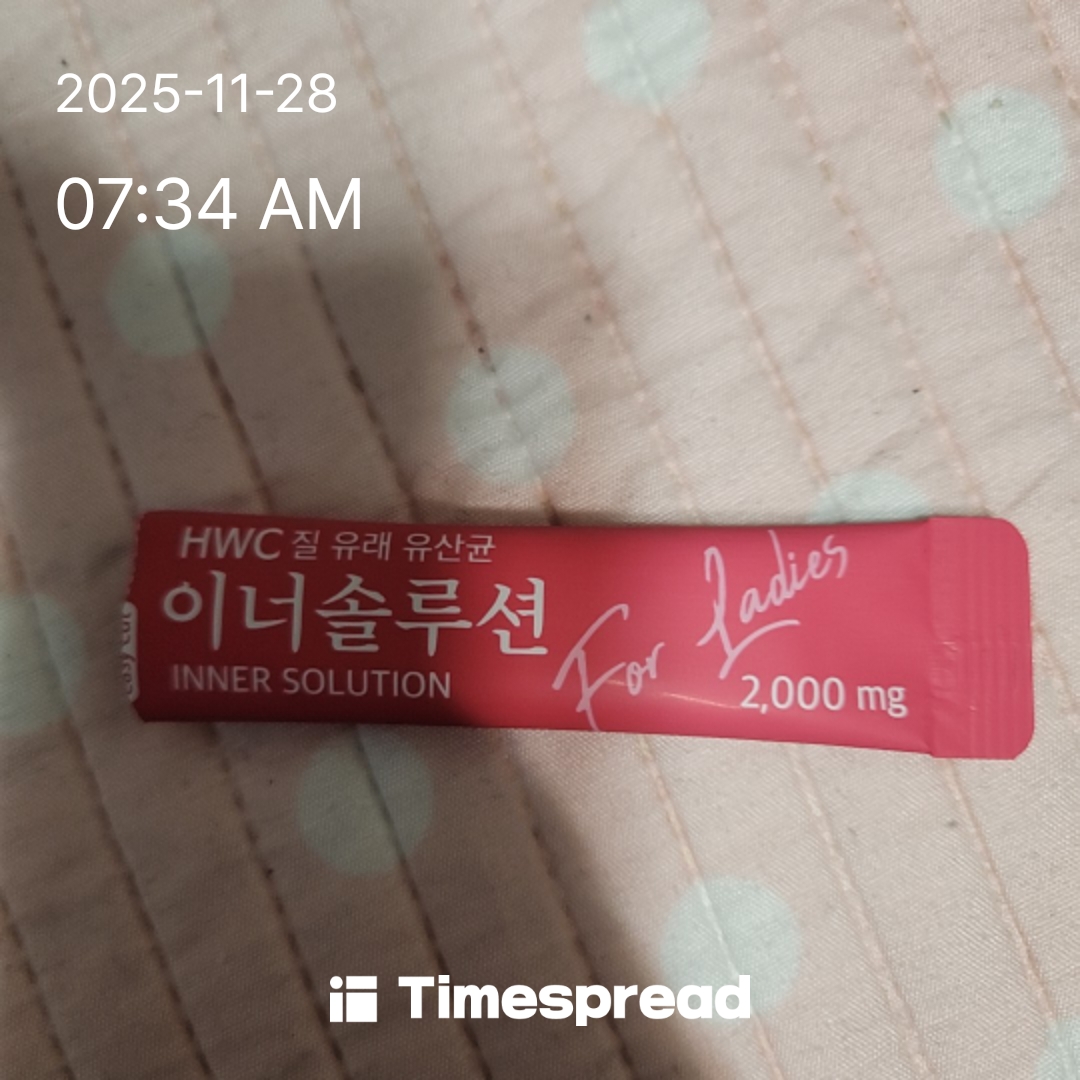 2025-11-28
07:34 AM
HWC 질 유래 유산균
이너솔루션
INNER SOLUTION
For Ladies
2,000 mg
Timespread